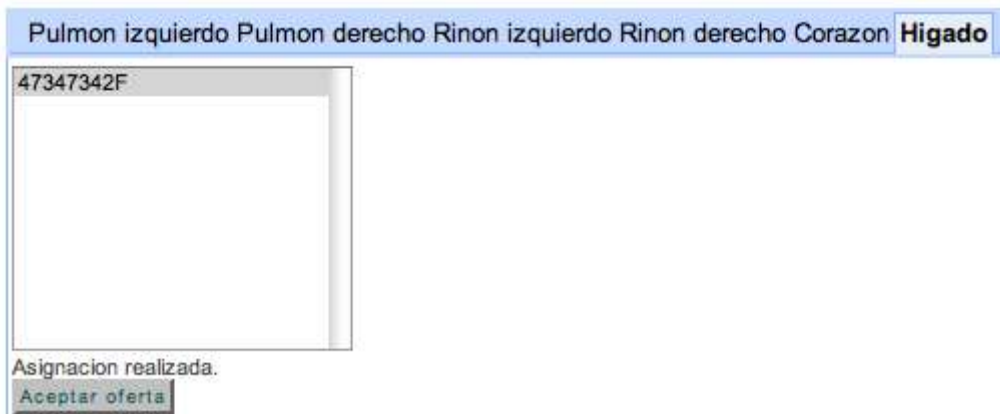 Pulmon izquierdo Pulmon derecho Rinon izquierdo Rinon derecho Corazon Higado
47347342F
Asignacion realizada.
Aceptar oferta